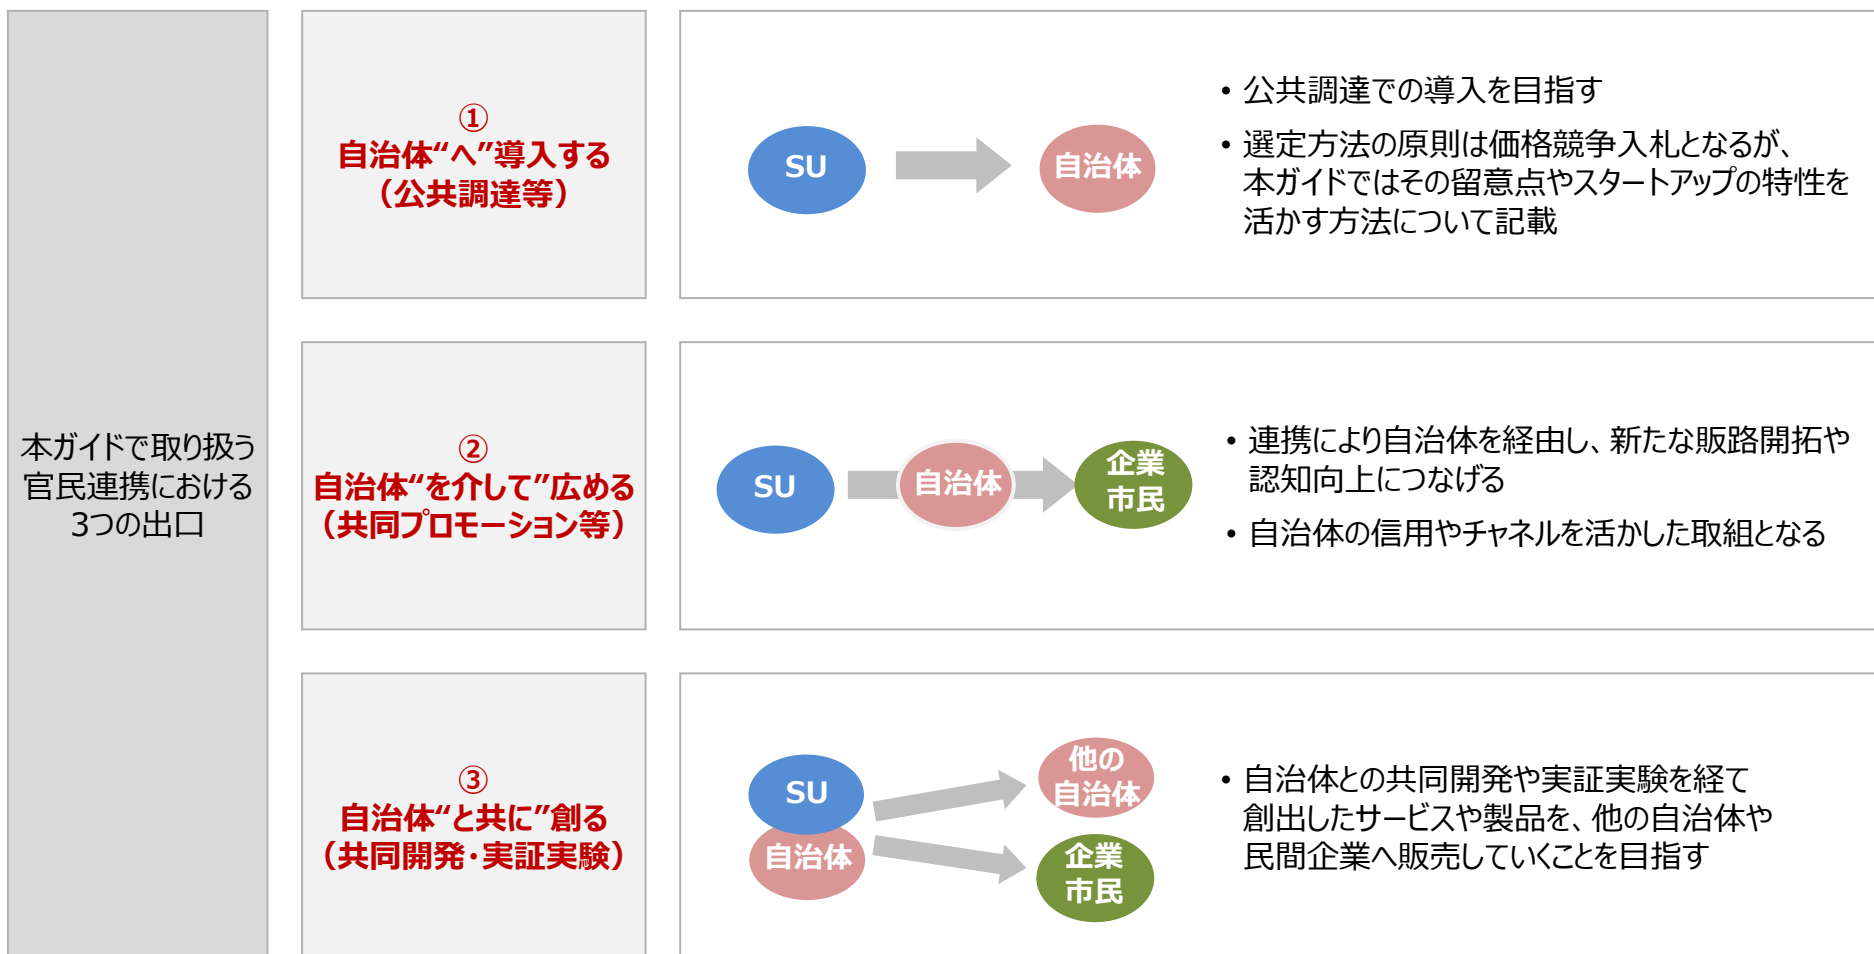 本ガイドで取り扱う
官民連携における
3つの出口
①
自治体“へ”導入する
（公共調達等）
SU
自治体
• 公共調達での導入を目指す
• 選定方法の原則は価格競争入札となるが、
本ガイドではその留意点やスタートアップの特性を
活かす方法について記載
②
自治体“を介して”広める
（共同プロモーション等）
SU
自治体
企業
市民
• 連携により自治体を経由し、新たな販路開拓や
認知向上につなげる
• 自治体の信用やチャネルを活かした取組となる
③
自治体“と共に”創る
（共同開発・実証実験）
SU
自治体
他の
自治体
企業
市民
• 自治体との共同開発や実証実験を経て
創出したサービスや製品を、他の自治体や
民間企業へ販売していくことを目指す